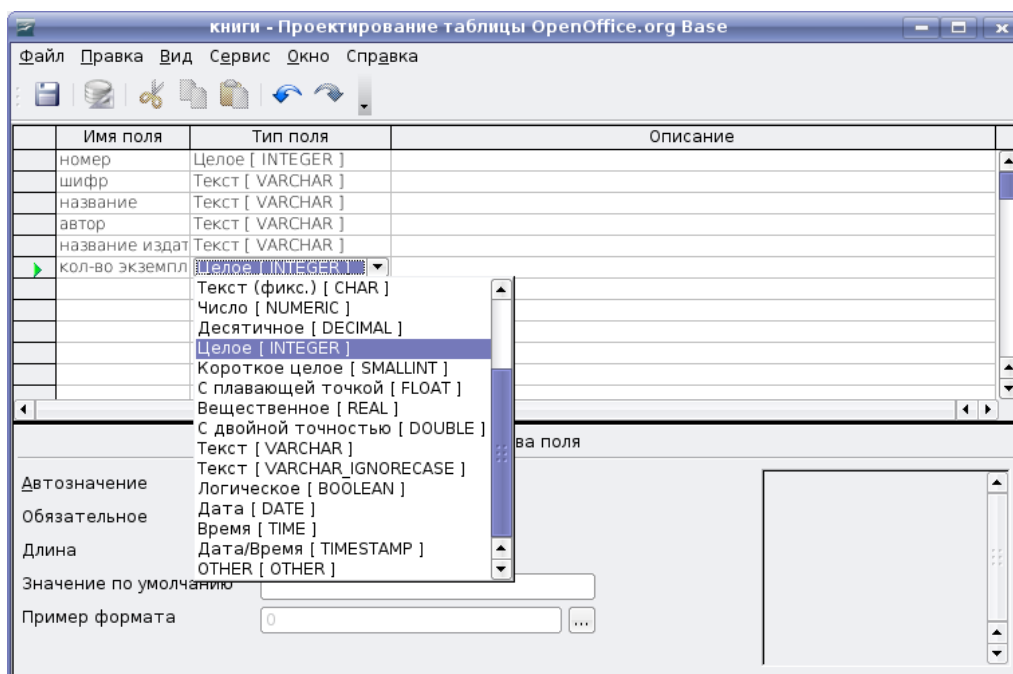 книги - Проектирование таблицы OpenOffice.org Base
Файл Правка Вид Сервис Окно Справка
Имя поля Тип поля Описание
номер Целое [ INTEGER ]
шифр Текст [ VARCHAR ]
название Текст [ VARCHAR ]
автор Текст [ VARCHAR ]
название издат Текст [ VARCHAR ]
кол-во экземпл Целое [ INTEGER ]
Текст (фикс.) [ CHAR ]
Число [ NUMERIC ]
Десятичное [ DECIMAL ]
Целое [ INTEGER ]
Короткое целое [ SMALLINT ]
С плавающей точкой [ FLOAT ]
Вещественное [ REAL ]
С двойной точностью [ DOUBLE ]
Текст [ VARCHAR ]
Текст [ VARCHAR_IGNORECASE ]
Логическое [ BOOLEAN ]
Дата [ DATE ]
Время [ TIME ]
Дата/Время [ TIMESTAMP ]
OTHER [ OTHER ]
ва поля
Автозначение
Обязательное
Длина
Значение по умолчанию
Пример формата 0 ...